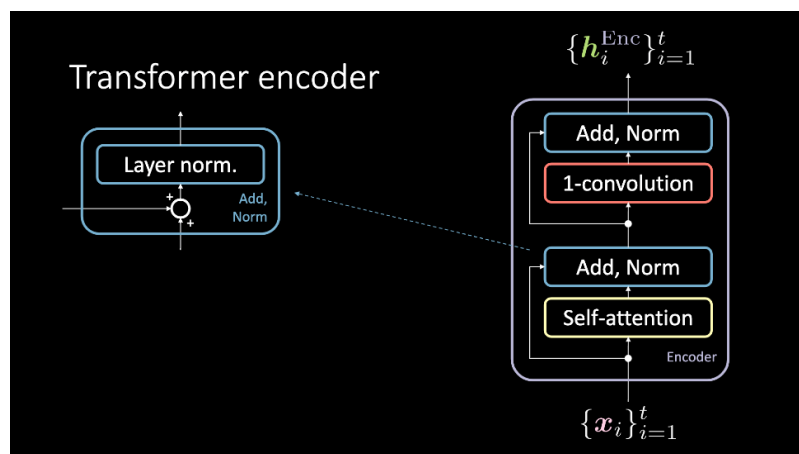 Transformer encoder
Layer norm.
+
+
Add,
Norm
{h_i^Enc}_{i=1}^t
Add, Norm
1-convolution
Add, Norm
Self-attention
Encoder
{x_i}_{i=1}^t